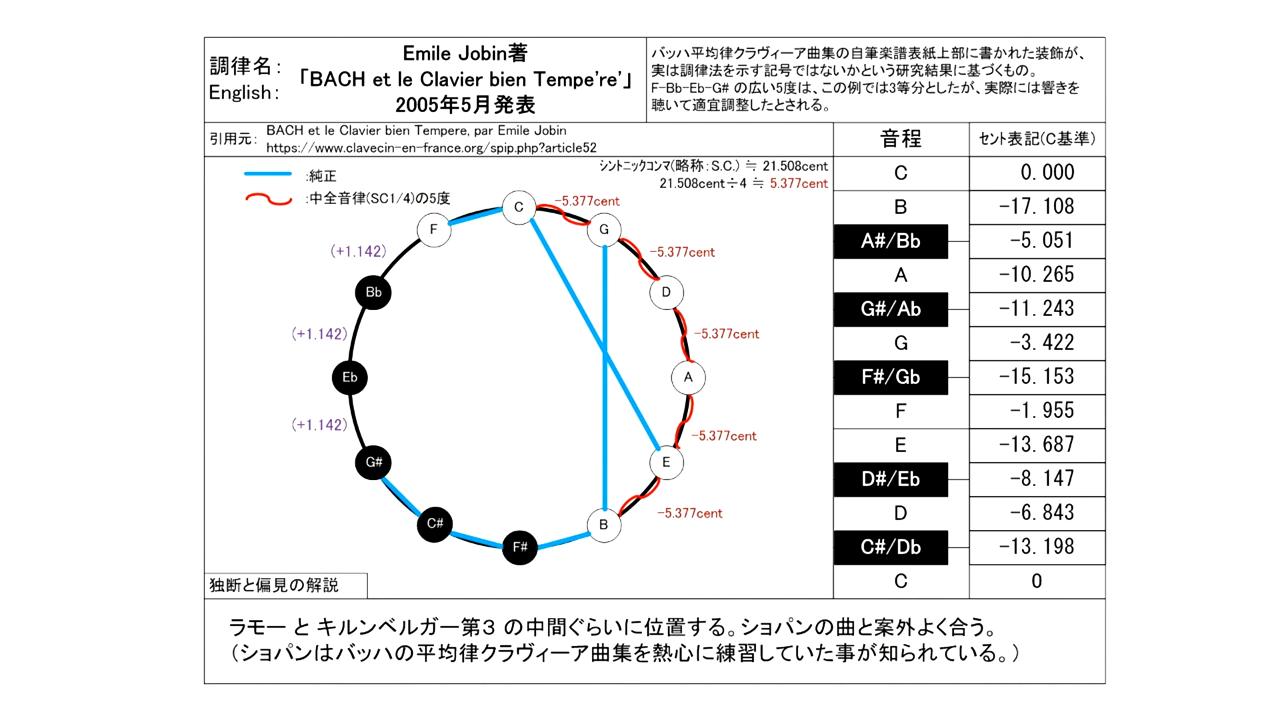 調律名：
English：
Emile Jobin著
「BACH et le Clavier bien Tempe're'」
2005年5月発表
バッハ平均律クラヴィーア曲集の自筆楽譜表紙上部に書かれた装飾が、
実は調律法を示す記号ではないかという研究結果に基づくもの。
F-Bb-Eb-G# の広い5度は、この例では3等分としたが、実際には響きを
聴いて適宜調整したとされる。
引用元：
BACH et le Clavier bien Tempere, par Emile Jobin
https://www.clavecin-en-france.org/spip.php?article52
音程
セント表記(C基準)
シントニックコンマ(略称：S.C.) ≒ 21.508cent
21.508cent÷4 ≒ 5.377cent
:純正
:中全音律(SC1/4)の5度
C
-5.377cent
F
G
(+1.142)
-5.377cent
Bb
D
(+1.142)
-5.377cent
Eb
A
(+1.142)
-5.377cent
G#
E
-5.377cent
C#
B
F#
C 0.000
B -17.108
A#/Bb -5.051
A -10.265
G#/Ab -11.243
G -3.422
F#/Gb -15.153
F -1.955
E -13.687
D#/Eb -8.147
D -6.843
C#/Db -13.198
C 0
独断と偏見の解説
ラモー と キルンベルガー第３ の中間ぐらいに位置する。ショパンの曲と案外よく合う。
（ショパンはバッハの平均律クラヴィーア曲集を熱心に練習していた事が知られている。）